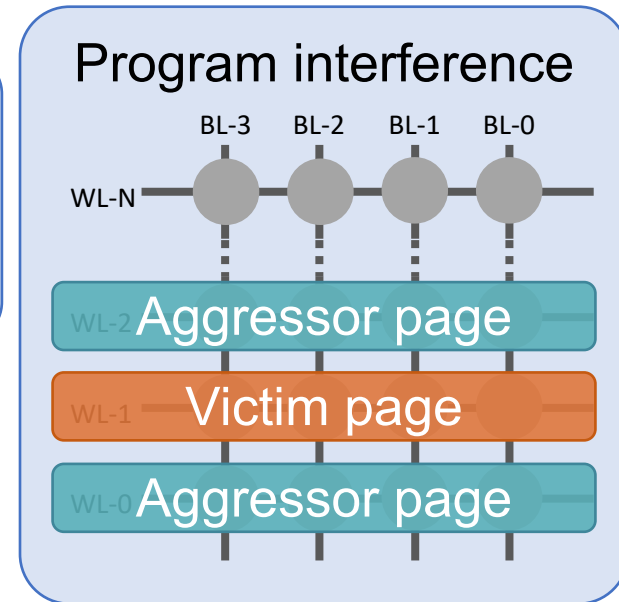 Program interference
BL-3 BL-2 BL-1 BL-0
WL-N
WL-2 Aggressor page
WL-1 Victim page
WL-0 Aggressor page